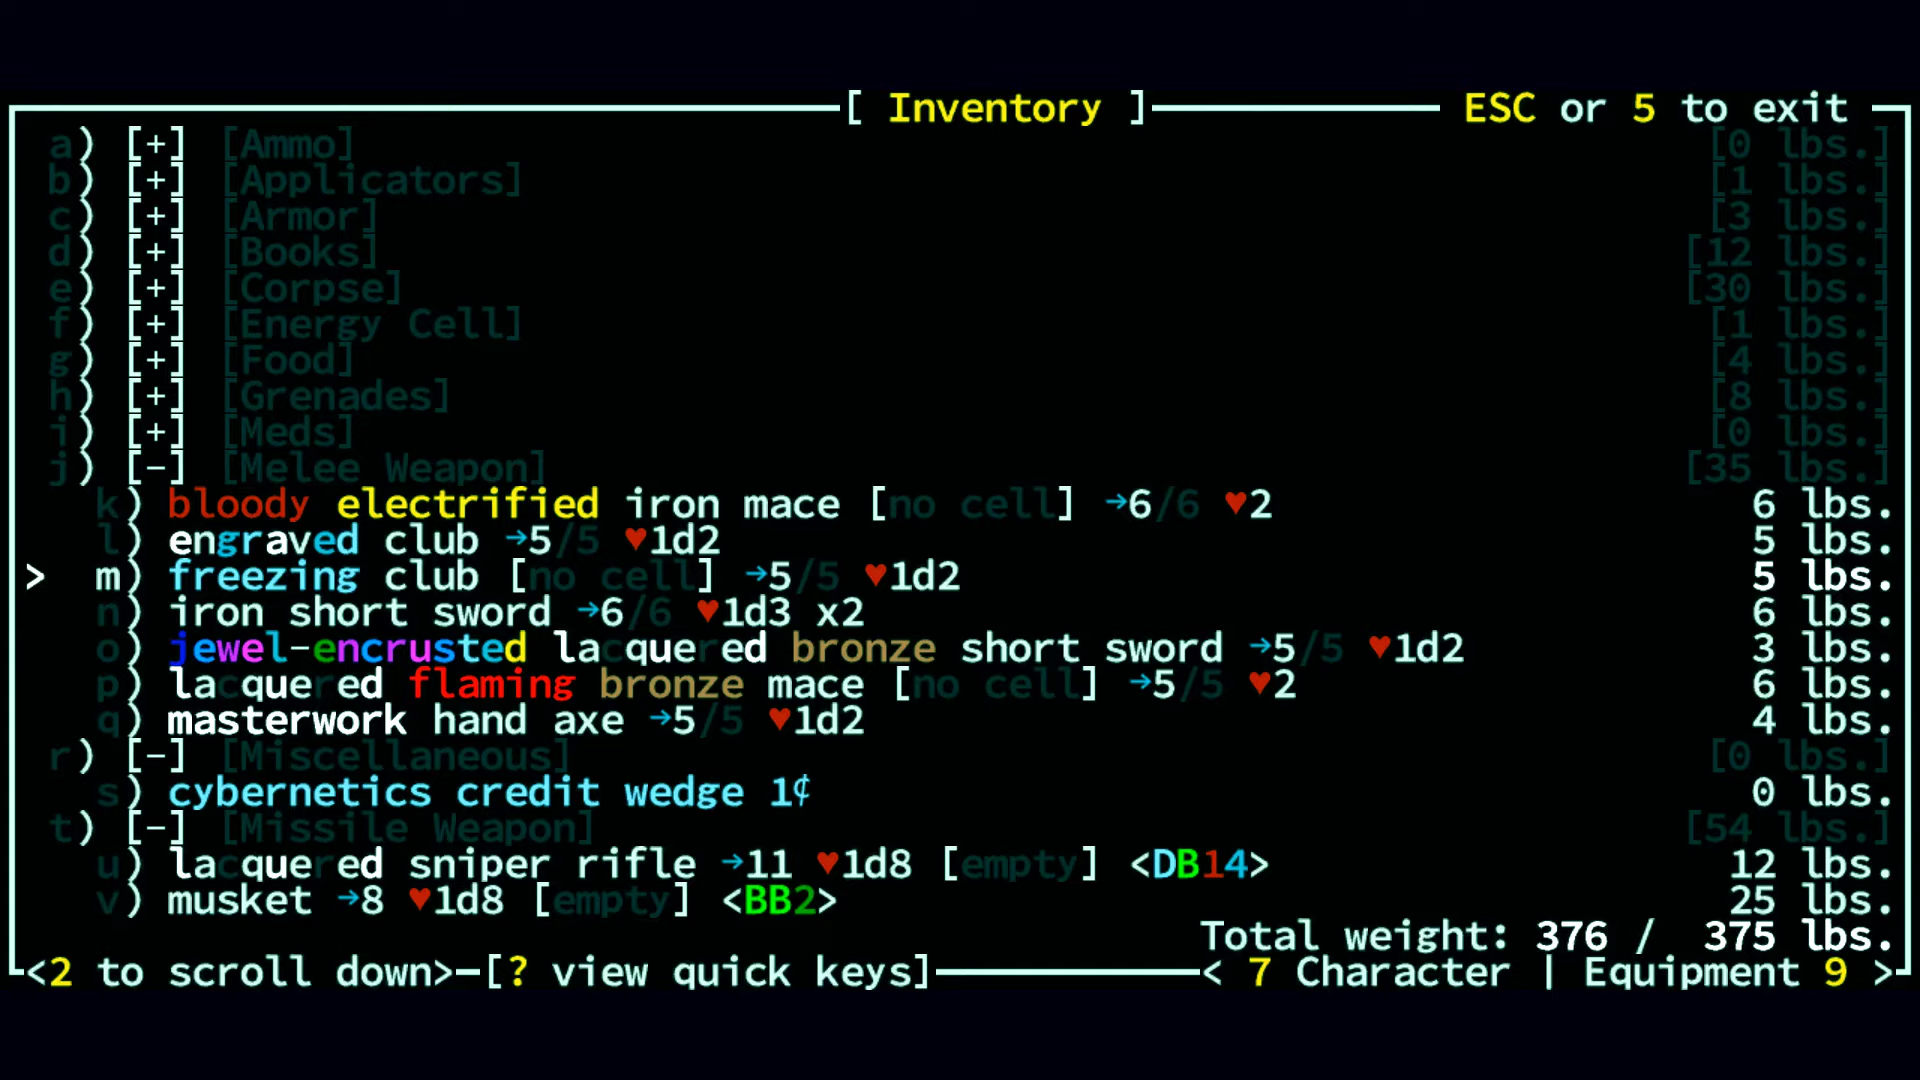 [ Inventory ] ESC or 5 to exit
a) [+] [Ammo] [0 lbs.]
b) [+] [Applicators] [1 lbs.]
c) [+] [Armor] [3 lbs.]
d) [+] [Books] [12 lbs.]
e) [+] [Corpse] [30 lbs.]
f) [+] [Energy Cell] [1 lbs.]
g) [+] [Food] [4 lbs.]
h) [+] [Grenades] [8 lbs.]
i) [+] [Meds] [0 lbs.]
j) [-] [Melee Weapon] [35 lbs.]
k) bloody electrified iron mace [no cell] →6/6 ♥2 6 lbs.
l) engraved club →5/5 ♥1d2 5 lbs.
> m) freezing club [no cell] →5/5 ♥1d2 5 lbs.
n) iron short sword →6/6 ♥1d3 x2 6 lbs.
o) jewel-encrusted lacquered bronze short sword →5/5 ♥1d2 3 lbs.
p) lacquered flaming bronze mace [no cell] →5/5 ♥2 6 lbs.
q) masterwork hand axe →5/5 ♥1d2 4 lbs.
r) [-] [Miscellaneous] [0 lbs.]
s) cybernetics credit wedge 1¢ 0 lbs.
t) [-] [Missile Weapon] [54 lbs.]
u) lacquered sniper rifle →11 ♥1d8 [empty] <DB14> 12 lbs.
v) musket →8 ♥1d8 [empty] <BB2> 25 lbs.
Total weight: 376 / 375 lbs.
<2 to scroll down> [? view quick keys] < 7 Character | Equipment 9 >